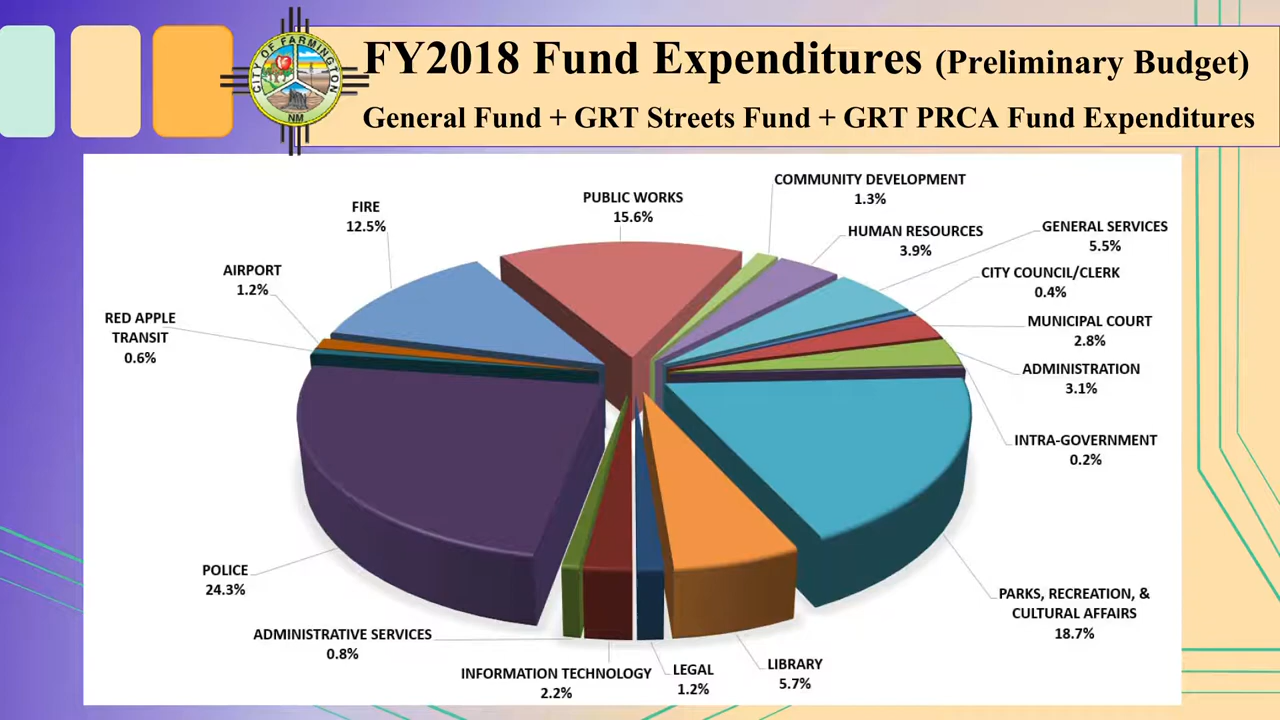 CITY OF FARMINGTON
NM
FY2018 Fund Expenditures (Preliminary Budget)
General Fund + GRT Streets Fund + GRT PRCA Fund Expenditures
COMMUNITY DEVELOPMENT
1.3%
PUBLIC WORKS
15.6%
FIRE
12.5%
HUMAN RESOURCES
3.9%
GENERAL SERVICES
5.5%
AIRPORT
1.2%
CITY COUNCIL/CLERK
0.4%
RED APPLE
TRANSIT
0.6%
MUNICIPAL COURT
2.8%
ADMINISTRATION
3.1%
INTRA-GOVERNMENT
0.2%
POLICE
24.3%
PARKS, RECREATION, &
CULTURAL AFFAIRS
18.7%
ADMINISTRATIVE SERVICES
0.8%
INFORMATION TECHNOLOGY
2.2%
LEGAL
1.2%
LIBRARY
5.7%